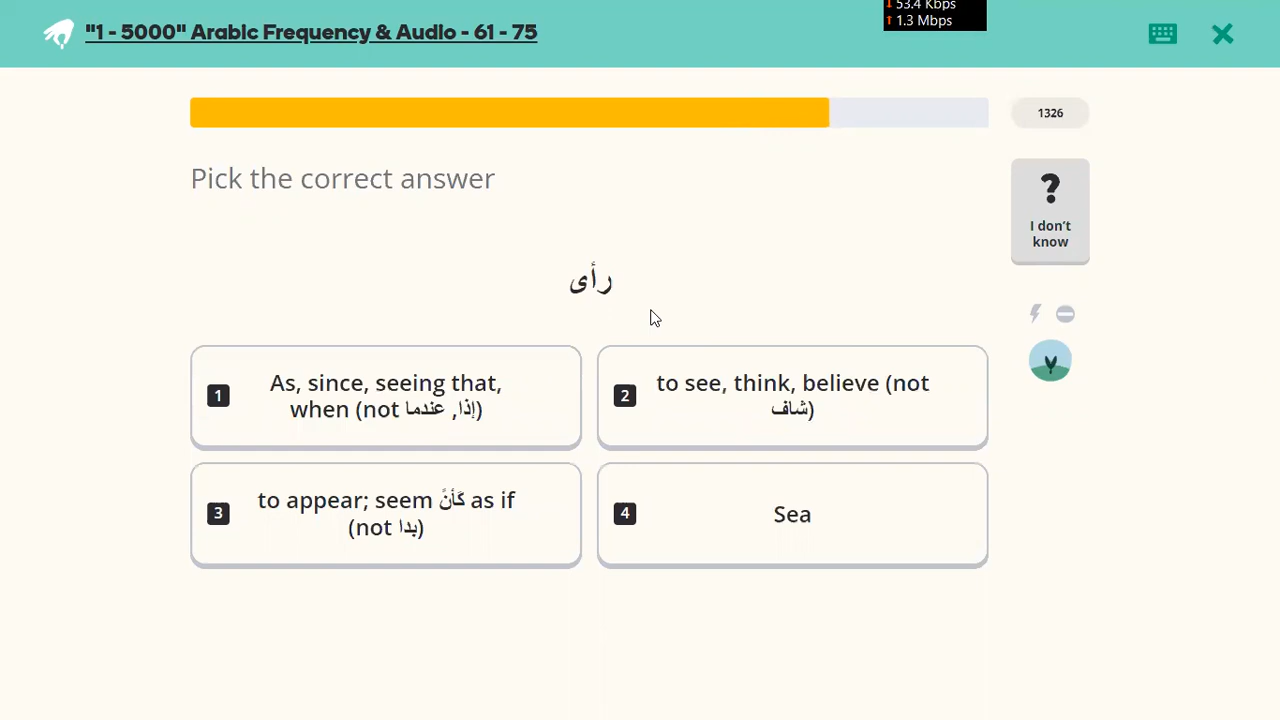 53.4 Kbps
"1 - 5000" Arabic Frequency & Audio - 61 - 75
1.3 Mbps
1326
Pick the correct answer
?
I don't
know
رأى
1
As, since, seeing that,
when (not إذا, عندما)
2
to see, think, believe (not
شاف)
3
to appear; seem كَأنً as if
(not بدا)
4
Sea